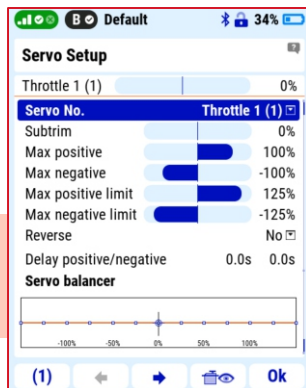 B Default 34%
Servo Setup ?
Throttle 1 (1) 0%
Servo No. Throttle 1 (1)
Subtrim 0%
Max positive 100%
Max negative -100%
Max positive limit 125%
Max negative limit -125%
Reverse No
Delay positive/negative 0.0s 0.0s
Servo balancer
-100% -50% 0% 50% 100%
(1) Ok